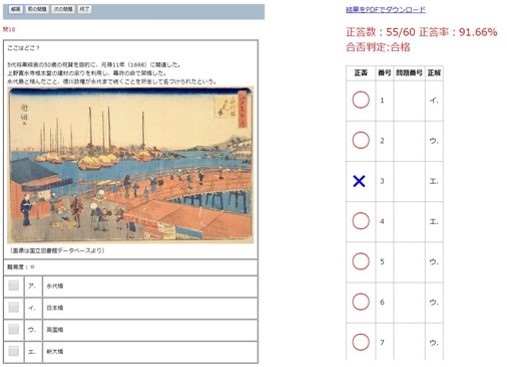 解答 前の問題 次の問題 終了
問16
ここはどこ？
5代将軍綱吉の50歳の祝賀を目的に、元禄11年（1698）に開通した。
上野寛永寺根本堂の建材の余りを利用し、幕府の命で架橋した。
永代島と積んだこと、徳川政権が永代まで続くことを祈念して名づけられたという。
（画像は国立図書館データベースより）
難易度：☆
ア. 永代橋
イ. 日本橋
ウ. 両国橋
エ. 新大橋
結果をPDFでダウンロード
正答数：55/60 正答率：91.66%
合否判定:合格
正否 番号 問題番号 正解
1 イ.
2 ウ.
3 エ.
4 エ.
5 ウ.
6 ウ.
7 ウ.